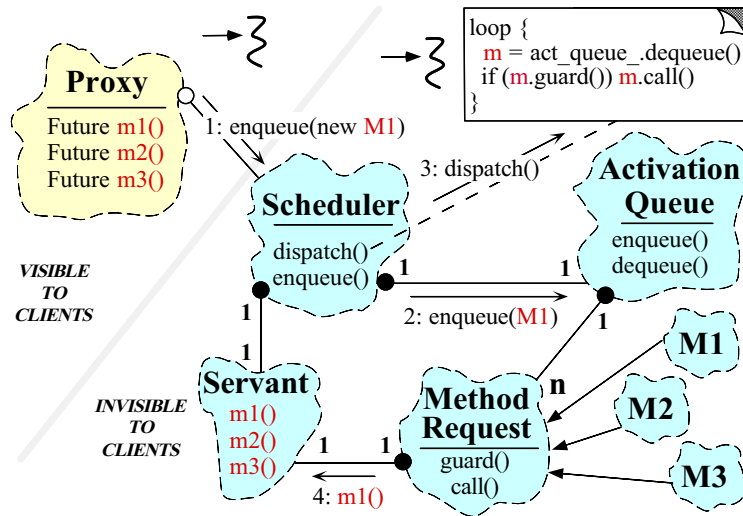 loop {
m = act_queue_.dequeue()
if (m.guard()) m.call()
}
Proxy
Future m1()
Future m2()
Future m3()
1: enqueue(new M1)
3: dispatch()
Scheduler
dispatch()
enqueue()
Activation
Queue
enqueue()
dequeue()
VISIBLE
TO
CLIENTS
1
1
2: enqueue(M1)
1
1
1
n
Servant
m1()
m2()
m3()
INVISIBLE
TO
CLIENTS
Method
Request
guard()
call()
1
1
4: m1()
M1
M2
M3